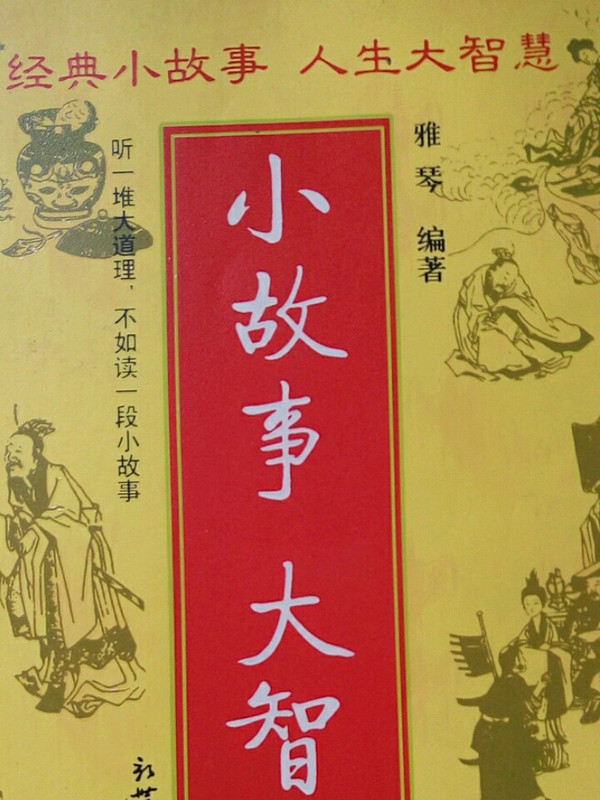 经典小故事 人生大智慧
雅琴 编著
小故事 大智
听一堆大道理，不如读一段小故事